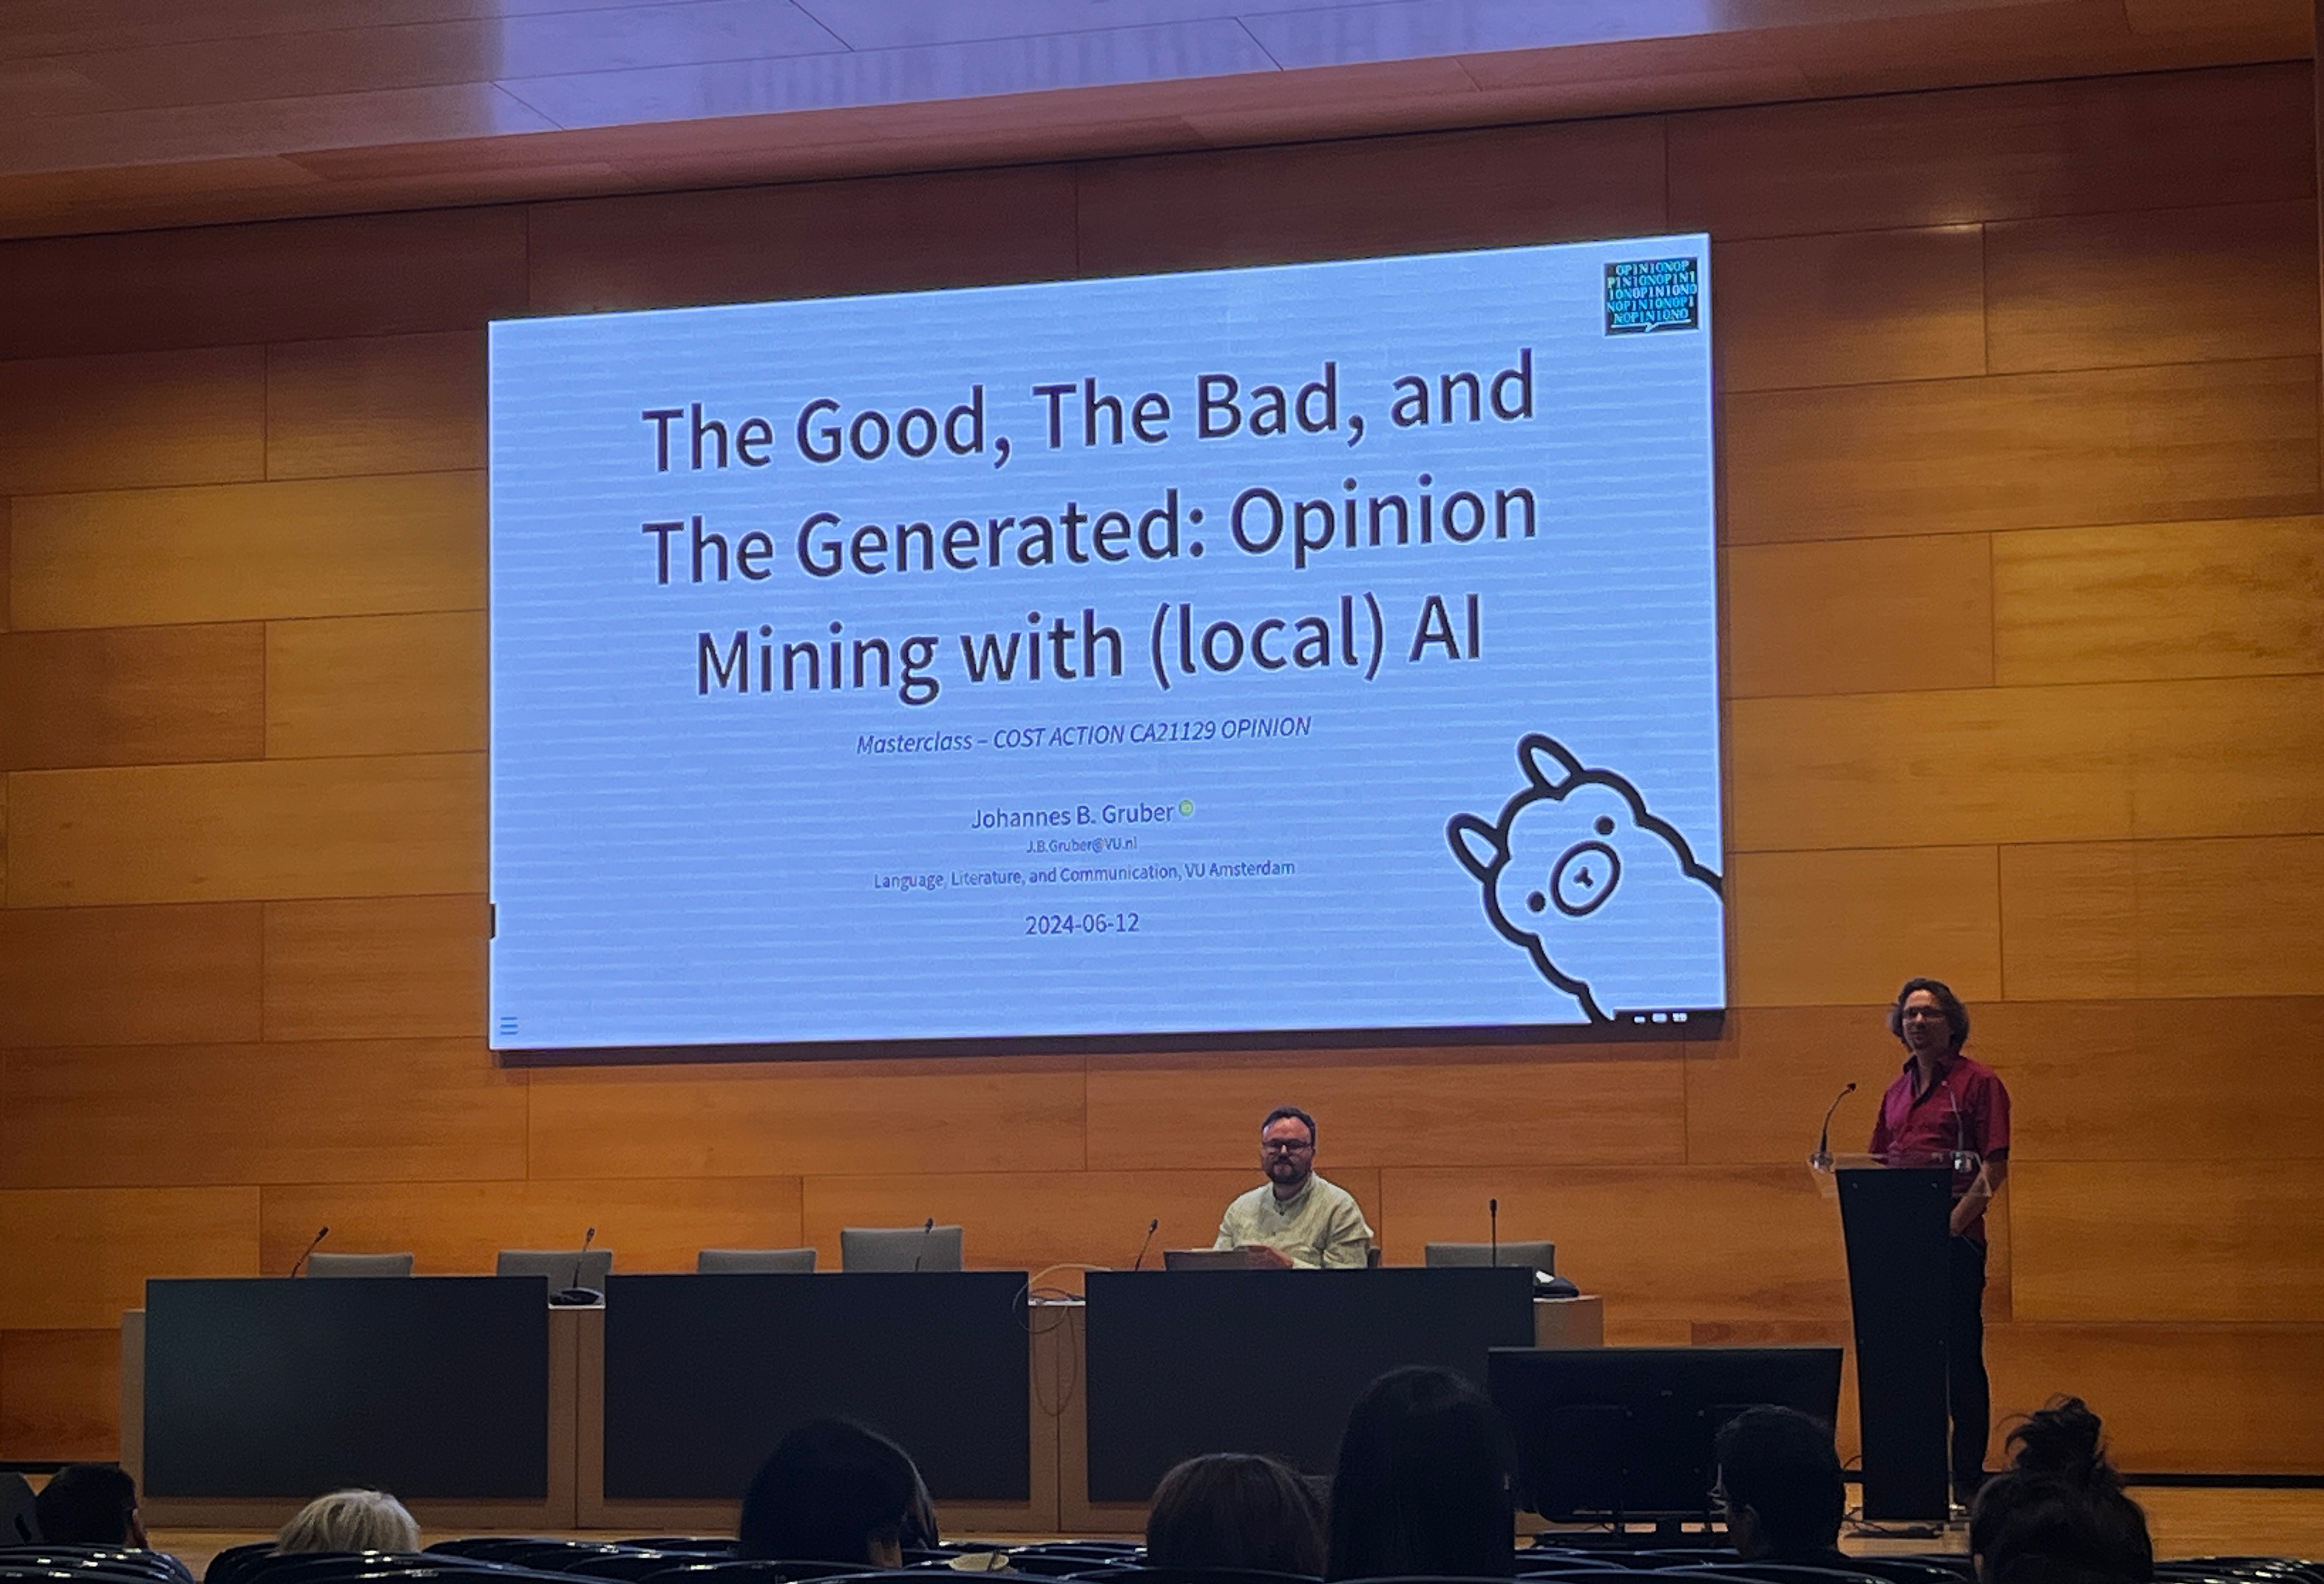 OPINIONOP
PINIONOPINI
IONOPINIONO
NOPINIONOPI
NOPINIONO
The Good, The Bad, and
The Generated: Opinion
Mining with (local) AI
Masterclass – COST ACTION CA21129 OPINION
Johannes B. Gruber
J.B.Gruber@VU.nl
Language, Literature, and Communication, VU Amsterdam
2024-06-12